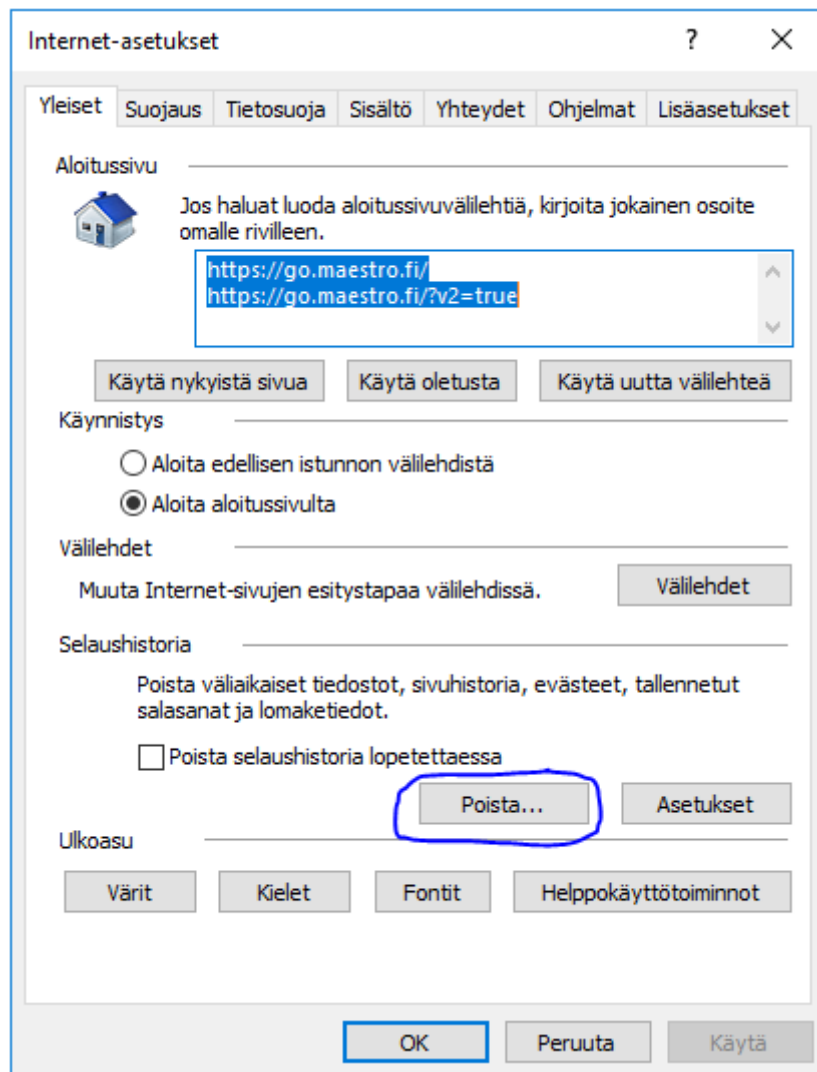 Internet-asetukset ?
Yleiset Suojaus Tietosuoja Sisältö Yhteydet Ohjelmat Lisäasetukset
Aloitussivu
Jos haluat luoda aloitussivuvälilehtiä, kirjoita jokainen osoite
omalle rivilleen.
https://go.maestro.fi/
https://go.maestro.fi/?v2=true
Käytä nykyistä sivua Käytä oletusta Käytä uutta välilehteä
Käynnistys
Aloita edellisen istunnon välilehdistä
Aloita aloitussivulta
Välilehdet
Muuta Internet-sivujen esitystapaa välilehdissä. Välilehdet
Selaushistoria
Poista väliaikaiset tiedostot, sivuhistoria, evästeet, tallennetut
salasanat ja lomaketiedot.
Poista selaushistoria lopetettaessa
Poista... Asetukset
Ulkoasu
Värit Kielet Fontit Helppokäyttötoiminnot
OK Peruuta Käytä